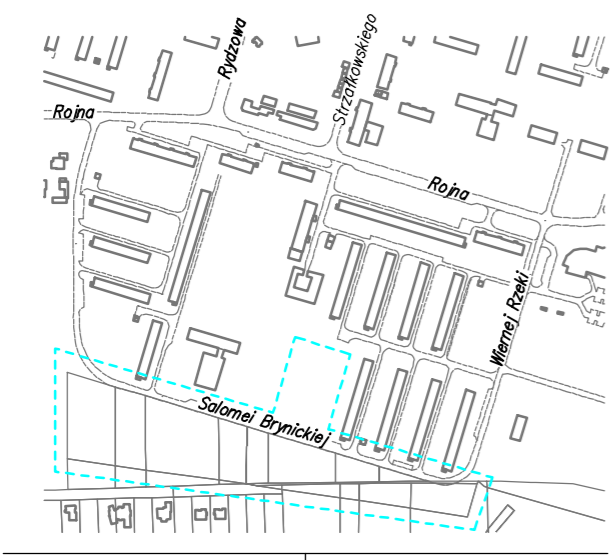 Rydzowa
Strzałkowskiego
Rojna
Rojna
Wiernej Rzeki
Salomei Brynickiej